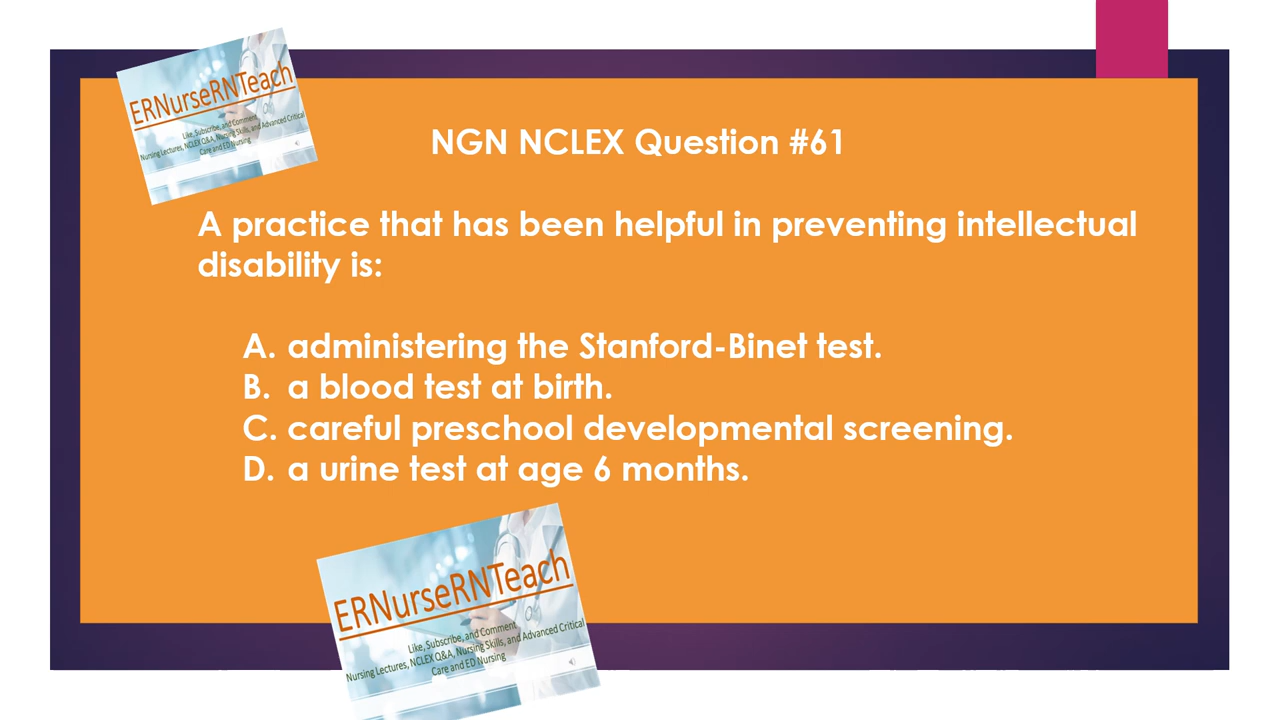 ERNurseRNTeach
Like, Subscribe, and Comment
Nursing Lectures, NCLEX Q&A, Nursing Skills, and Advanced Critical
Care and ED Nursing
NGN NCLEX Question #61
A practice that has been helpful in preventing intellectual
disability is:
A. administering the Stanford-Binet test.
B. a blood test at birth.
C. careful preschool developmental screening.
D. a urine test at age 6 months.
ERNurseRNTeach
Like, Subscribe, and Comment
Nursing Lectures, NCLEX Q&A, Nursing Skills, and Advanced Critical
Care and ED Nursing